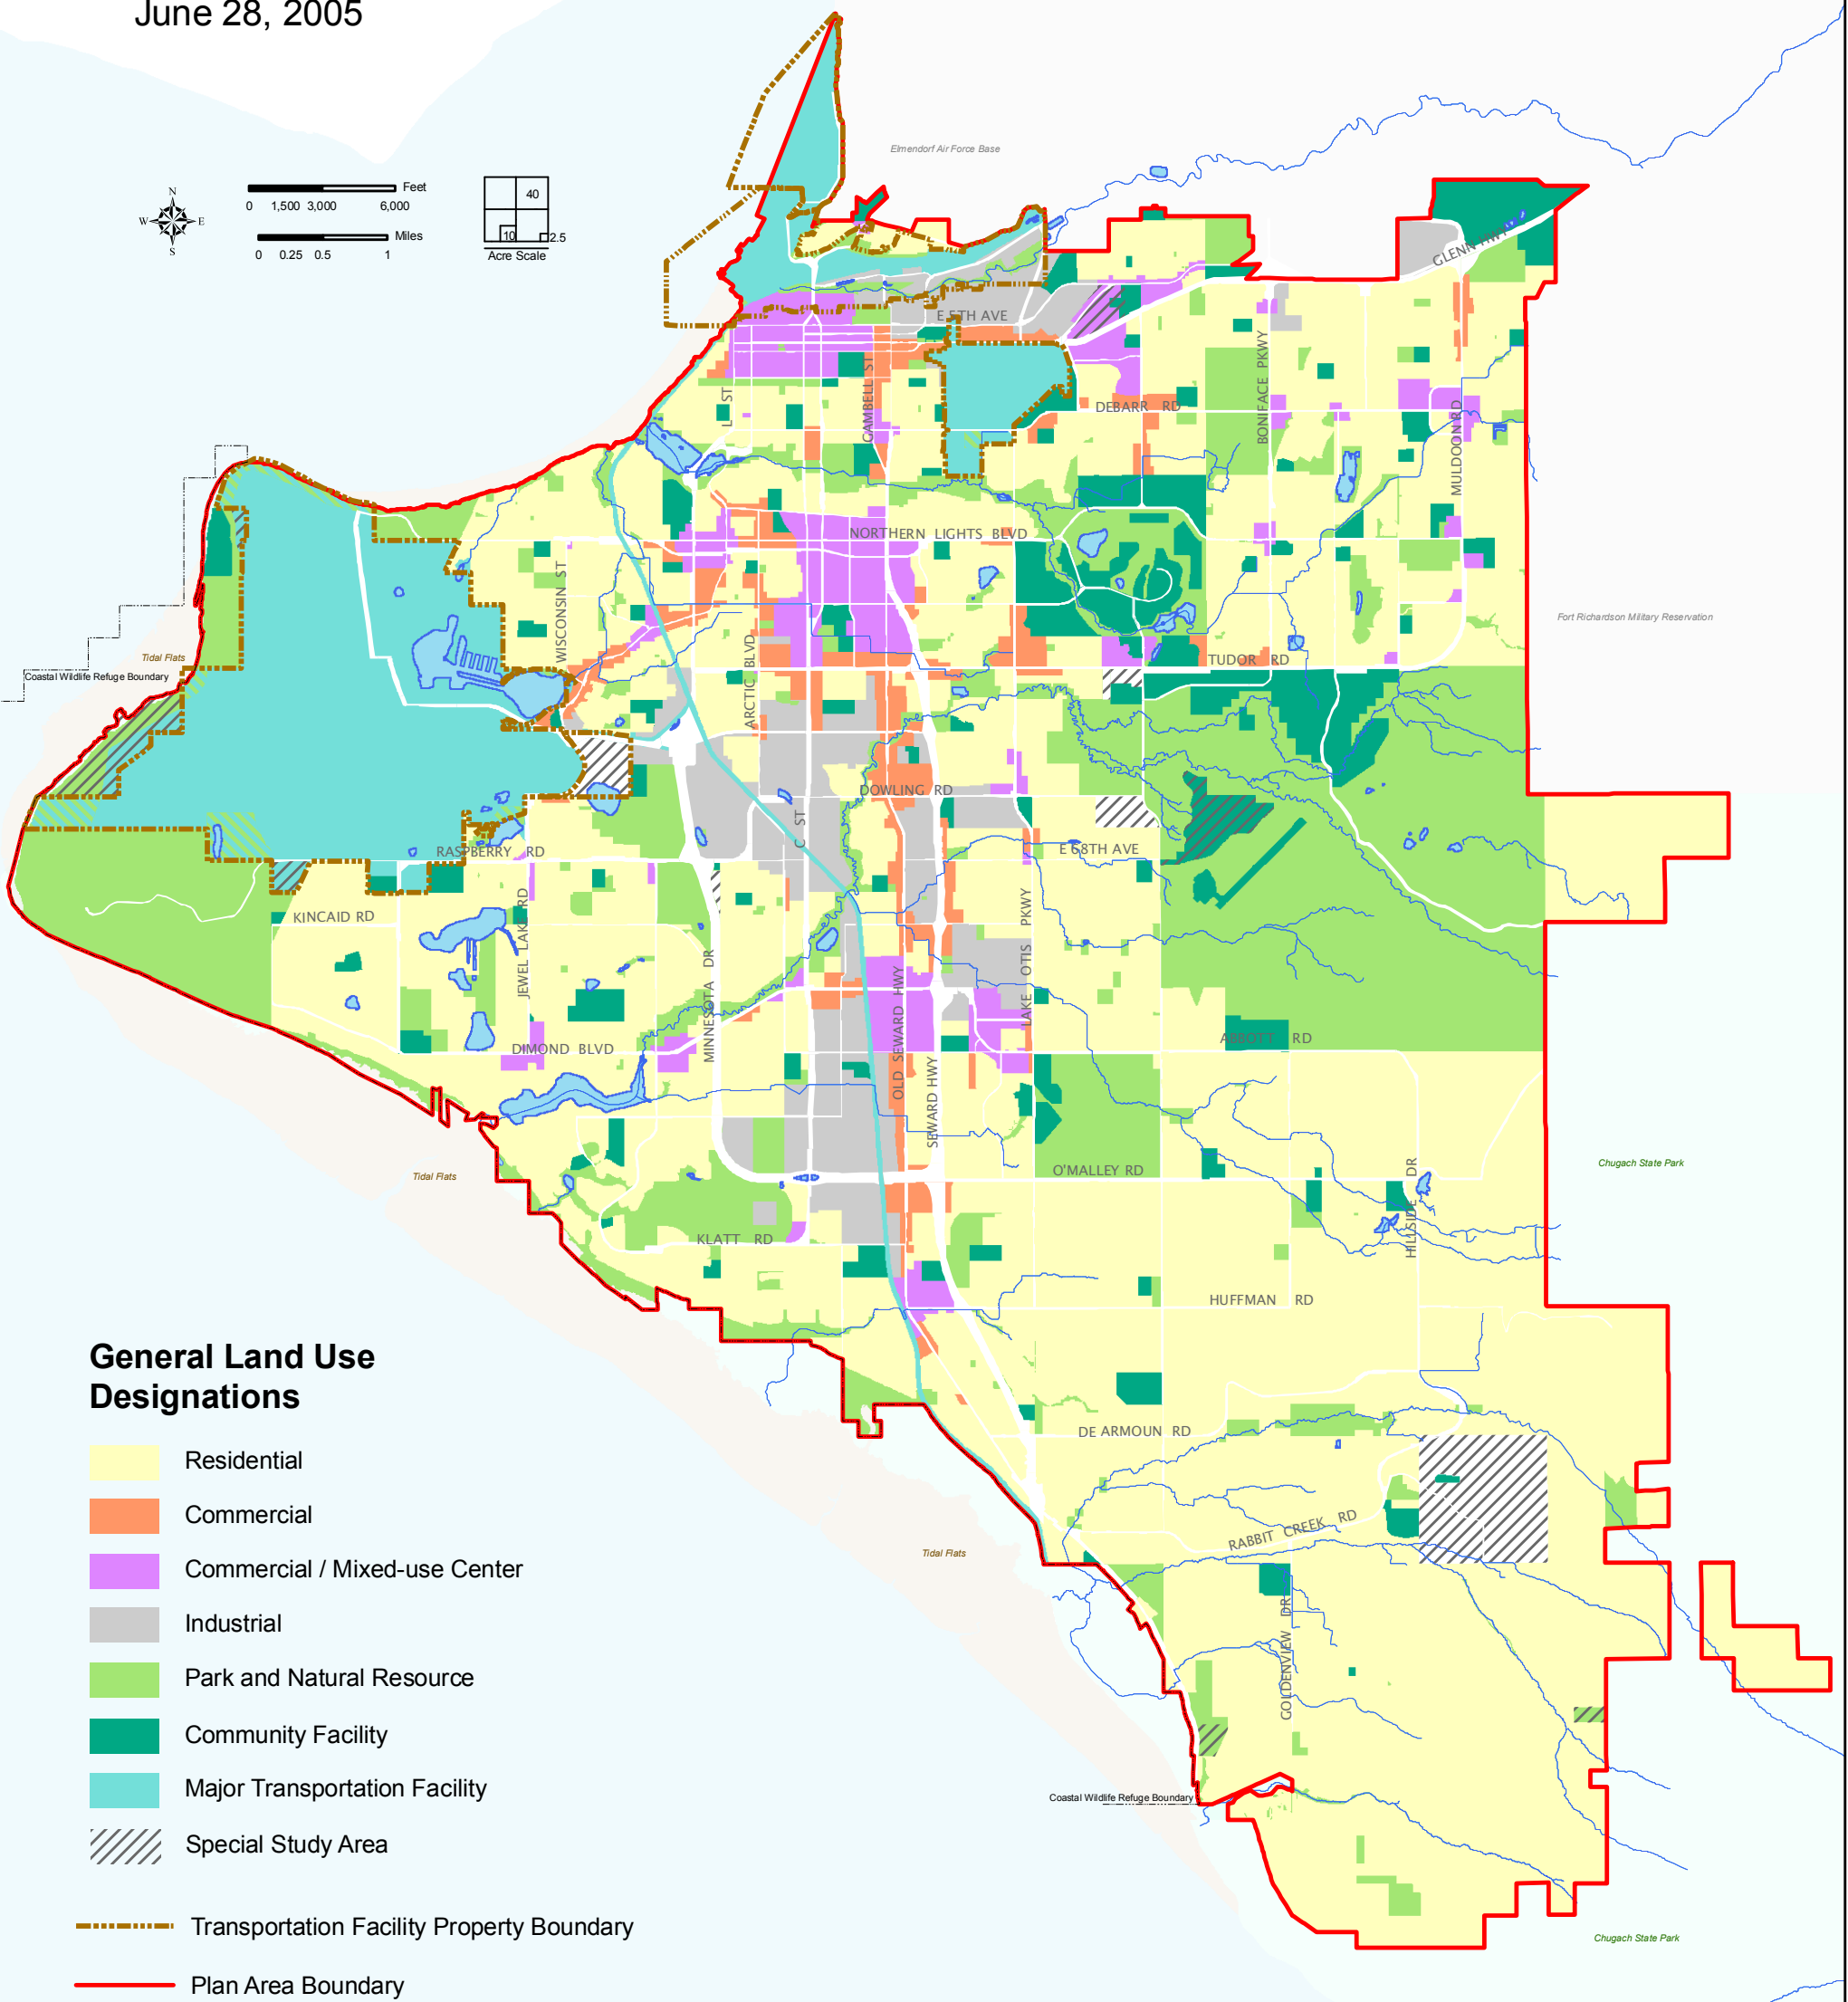 June 28, 2005
Elmendorf Air Force Base
N
W
E
S
Feet
0 1,500 3,000 6,000
Miles
0 0.25 0.5 1
40
10
2.5
Acre Scale
GLENN HWY
E 5TH AVE
L ST
GAMBELL ST
DEBARR RD
BONIFACE PKWY
MULDOON RD
NORTHERN LIGHTS BLVD
WISCONSIN ST
Fort Richardson Military Reservation
Tidal Flats
Coastal Wildlife Refuge Boundary
ARCTIC BLVD
TUDOR RD
DOWLING RD
C ST
RASPBERRY RD
E 68TH AVE
KINCAID RD
JEWEL LAKE RD
MINNESOTA DR
OLD SEWARD HWY
LAKE OTIS PKWY
DIMOND BLVD
ABBOTT RD
SEWARD HWY
Tidal Flats
O'MALLEY RD
HILLSIDE DR
Chugach State Park
KLATT RD
HUFFMAN RD
DE ARMOUN RD
RABBIT CREEK RD
Tidal Flats
GOLDENVIEW DR
Coastal Wildlife Refuge Boundary
Chugach State Park
General Land Use
Designations
Residential
Commercial
Commercial / Mixed-use Center
Industrial
Park and Natural Resource
Community Facility
Major Transportation Facility
Special Study Area
Transportation Facility Property Boundary
Plan Area Boundary